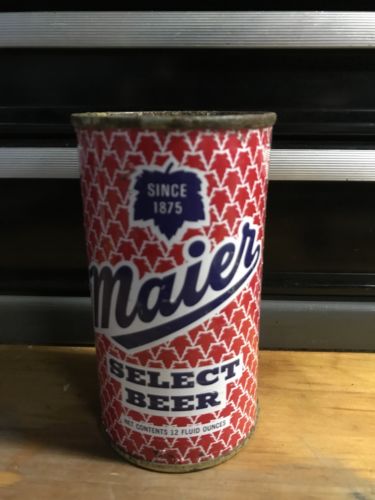 SINCE
1875
Maier
SELECT
BEER
NET CONTENTS 12 FLUID OUNCES